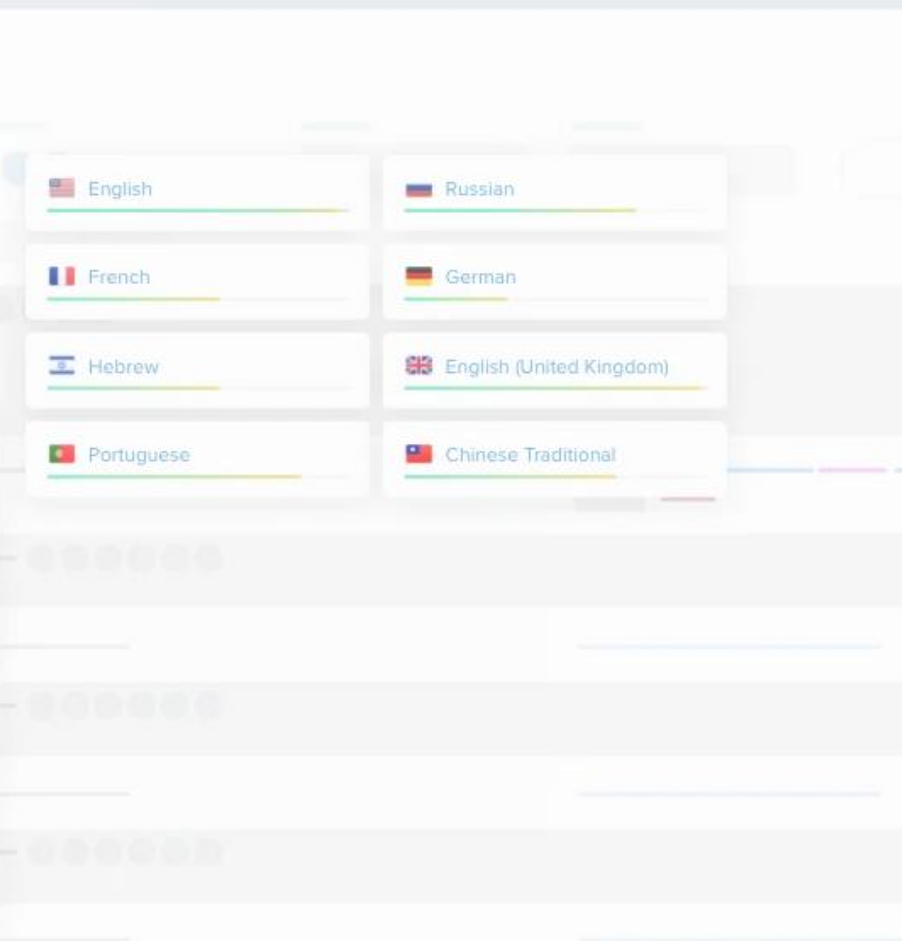 English
Russian
French
German
Hebrew
English (United Kingdom)
Portuguese
Chinese Traditional